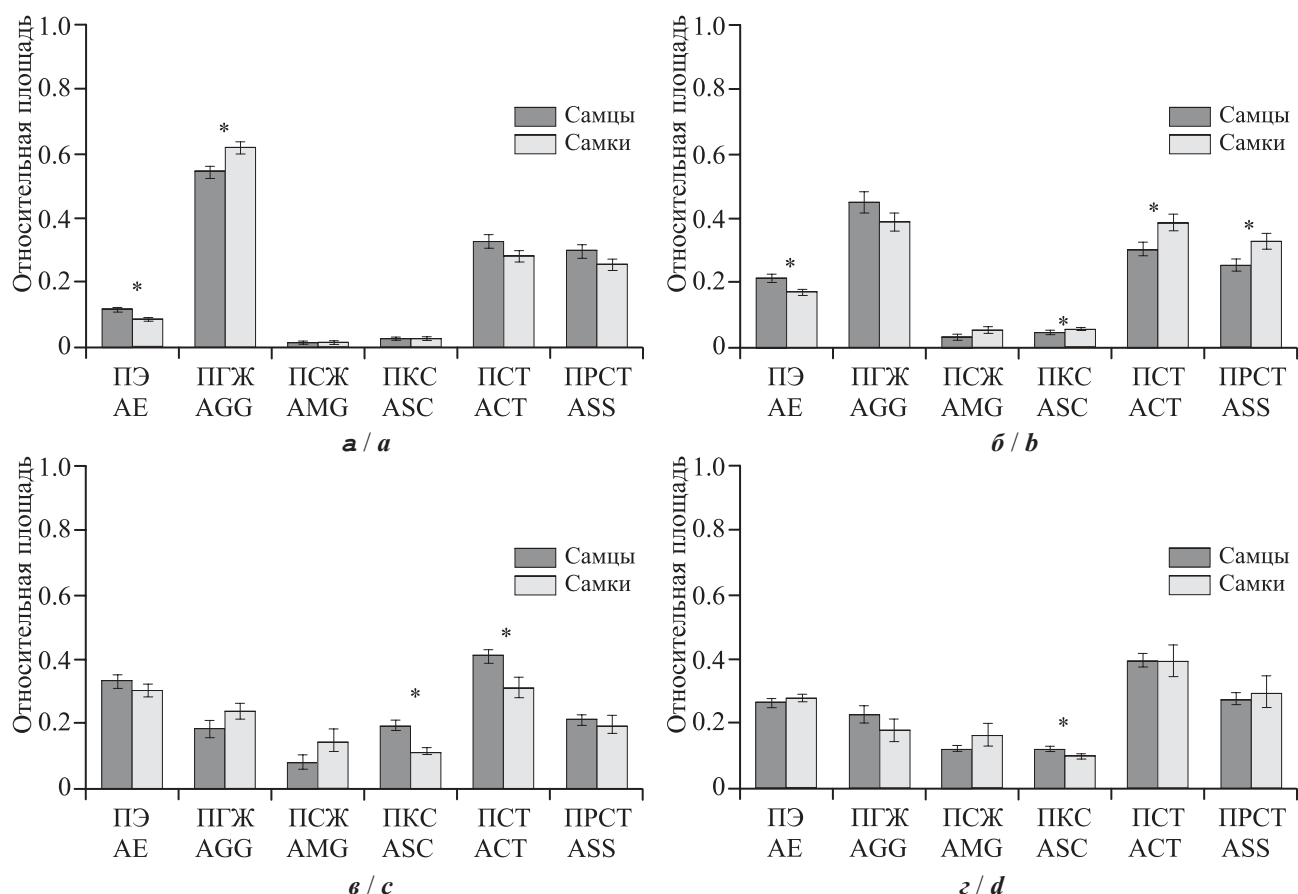 Относительная площадь
1.0
0.8
0.6
0.4
0.2
0
Самцы
Самки
*
*
ПЭ ПГЖ ПСЖ ПКС ПСТ ПРСТ
AE AGG AMG ASC ACT ASS
а / a
Относительная площадь
1.0
0.8
0.6
0.4
0.2
0
Самцы
Самки
*
*
*
*
ПЭ ПГЖ ПСЖ ПКС ПСТ ПРСТ
AE AGG AMG ASC ACT ASS
б / b
Относительная площадь
1.0
0.8
0.6
0.4
0.2
0
Самцы
Самки
*
*
ПЭ ПГЖ ПСЖ ПКС ПСТ ПРСТ
AE AGG AMG ASC ACT ASS
в / c
Относительная площадь
1.0
0.8
0.6
0.4
0.2
0
Самцы
Самки
*
ПЭ ПГЖ ПСЖ ПКС ПСТ ПРСТ
AE AGG AMG ASC ACT ASS
г / d